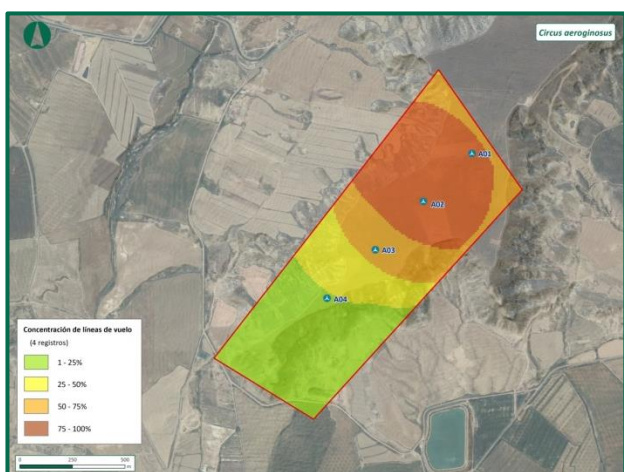 Circus aeroginosus
A01
A02
A03
A04
Concentración de líneas de vuelo
(4 registros)
1 - 25%
25 - 50%
50 - 75%
75 - 100%
0 250 500
m